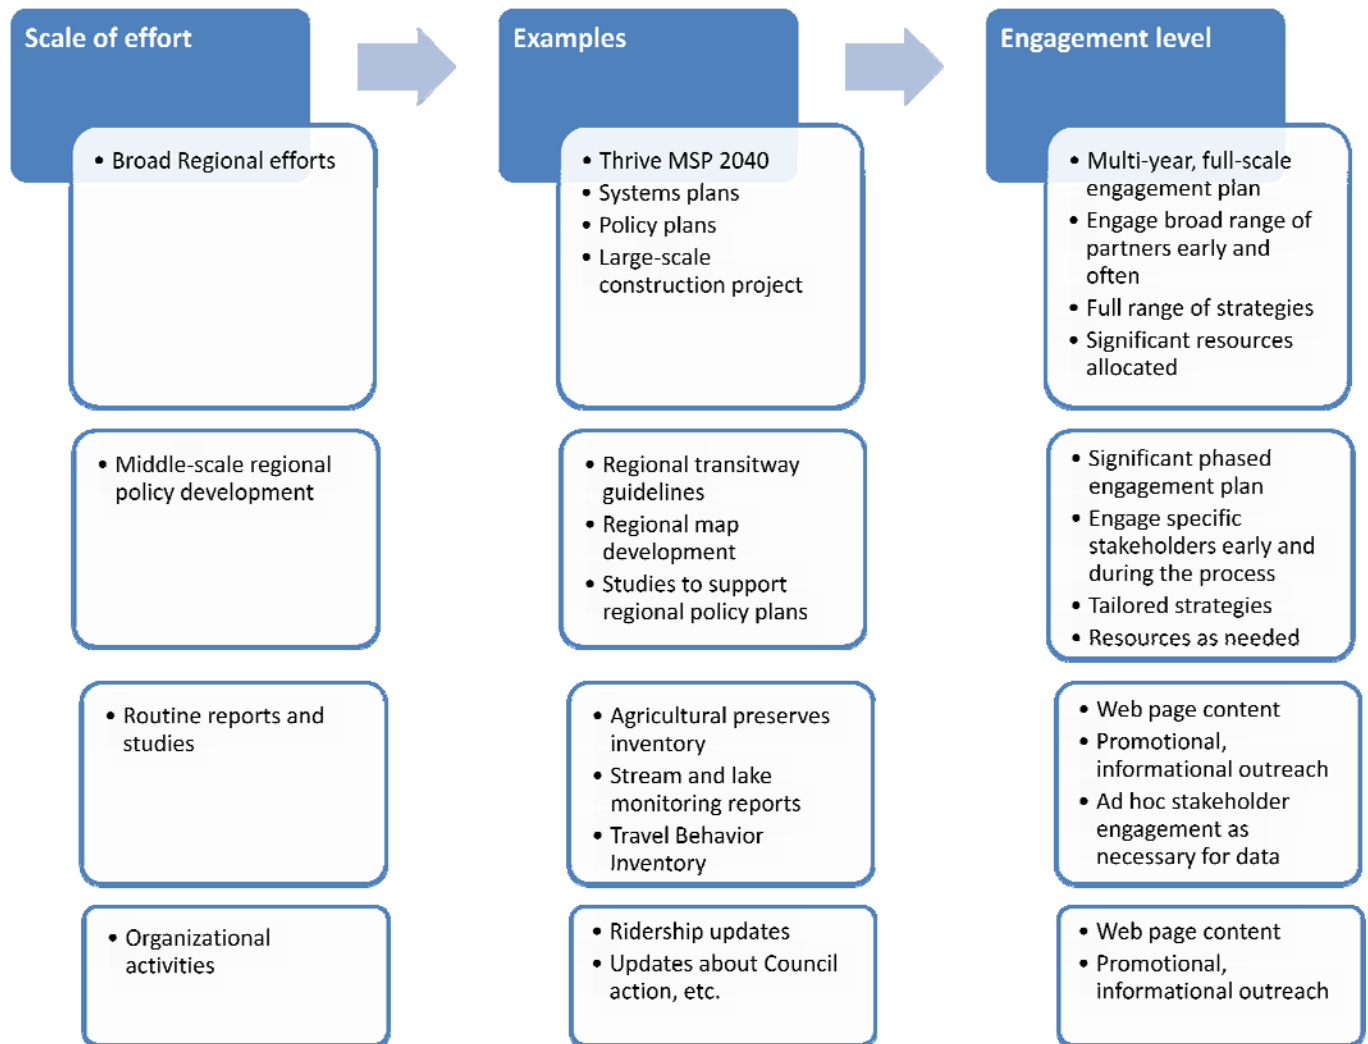 Scale of effort
Examples
Engagement level
• Broad Regional efforts
• Thrive MSP 2040
• Systems plans
• Policy plans
• Large-scale
construction project
• Multi-year, full-scale
engagement plan
• Engage broad range of
partners early and
often
• Full range of strategies
• Significant resources
allocated
• Middle-scale regional
policy development
• Regional transitway
guidelines
• Regional map
development
• Studies to support
regional policy plans
• Significant phased
engagement plan
• Engage specific
stakeholders early and
during the process
• Tailored strategies
• Resources as needed
• Routine reports and
studies
• Agricultural preserves
inventory
• Stream and lake
monitoring reports
• Travel Behavior
Inventory
• Web page content
• Promotional,
informational outreach
• Ad hoc stakeholder
engagement as
necessary for data
• Organizational
activities
• Ridership updates
• Updates about Council
action, etc.
• Web page content
• Promotional,
informational outreach